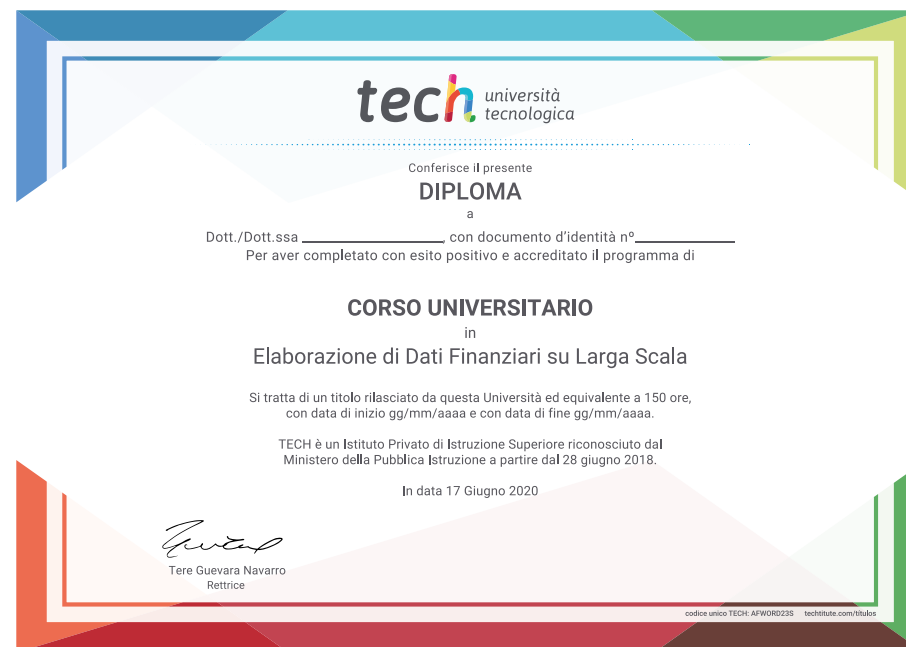 tech università
tecnologica
Conferisce il presente
DIPLOMA
a
Dott./Dott.ssa ____________________, con documento d'identità nº______________
Per aver completato con esito positivo e accreditato il programma di
CORSO UNIVERSITARIO
in
Elaborazione di Dati Finanziari su Larga Scala
Si tratta di un titolo rilasciato da questa Università ed equivalente a 150 ore,
con data di inizio gg/mm/aaaa e con data di fine gg/mm/aaaa.
TECH è un Istituto Privato di Istruzione Superiore riconosciuto dal
Ministero della Pubblica Istruzione a partire dal 28 giugno 2018.
In data 17 Giugno 2020
Tere Guevara Navarro
Rettrice
codice unico TECH: AFWORD23S techtitute.com/titulos